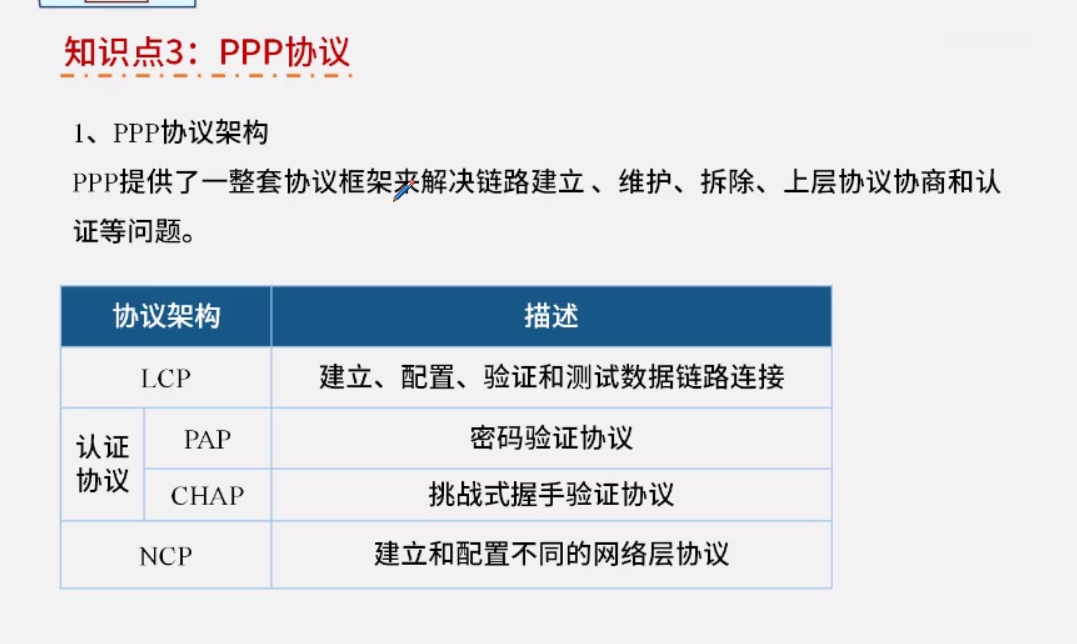 知识点3：PPP协议
1、PPP协议架构
PPP提供了一整套协议框架来解决链路建立、维护、拆除、上层协议协商和认
证等问题。
协议架构 描述
LCP 建立、配置、验证和测试数据链路连接
认证协议 PAP 密码验证协议
CHAP 挑战式握手验证协议
NCP 建立和配置不同的网络层协议